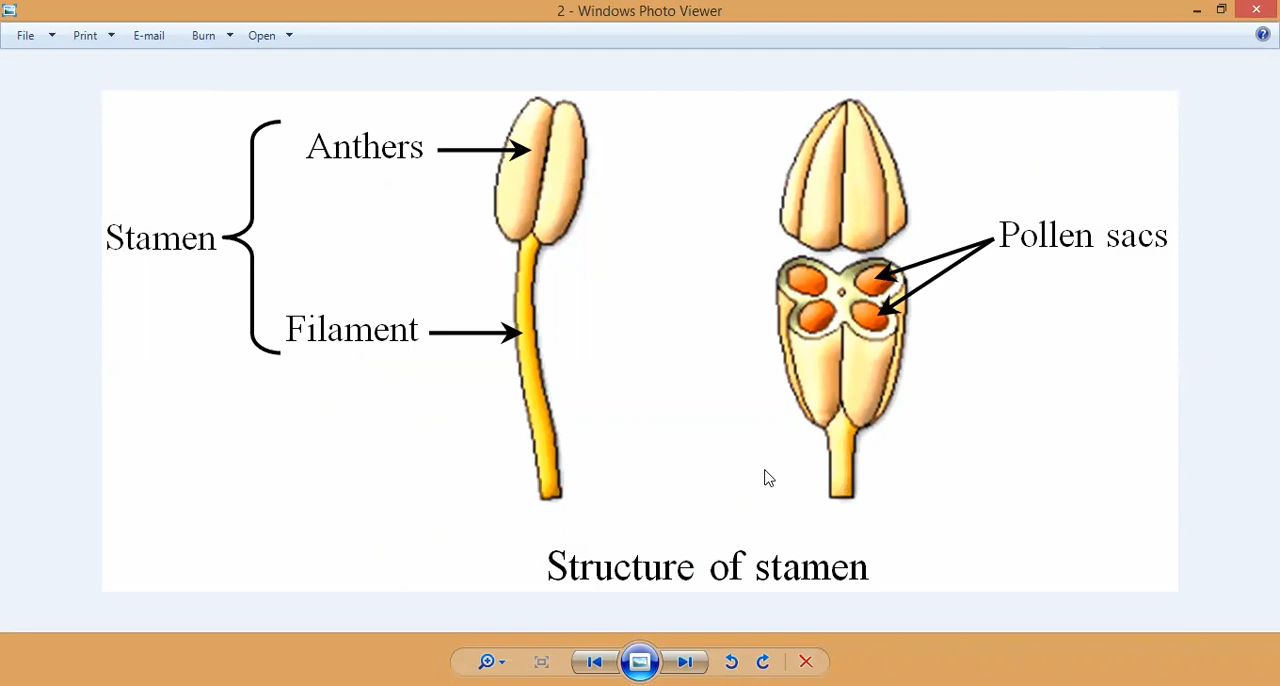 2 - Windows Photo Viewer
File Print E-mail Burn Open
Anthers
Stamen
Filament
Pollen sacs
Structure of stamen